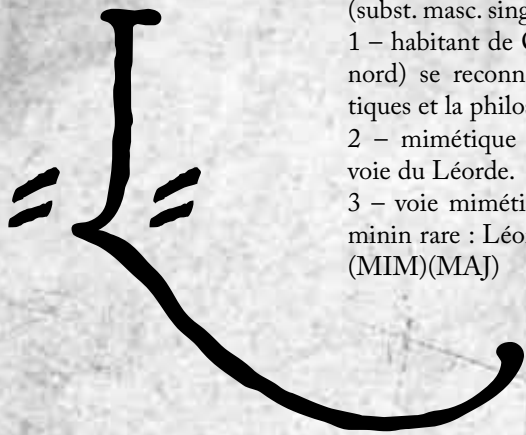 (subst. masc. sing
1 – habitant de
nord) se reconn
tiques et la philo
2 – mimétique
voie du Léorde.
3 – voie miméti
minin rare : Léo
(MIM)(MAJ)